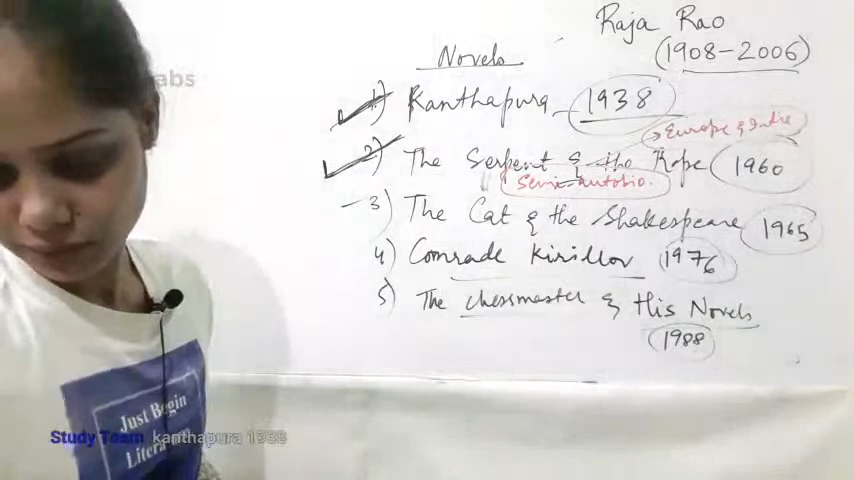 Raja Rao
(1908-2006)
Novels
1) Kanthapura - 1938
→ Europe & India
2) The Serpent & the Rope 1960
Semi-autobio.
3) The Cat & the Shakespeare 1965
4) Comrade Kirillov 1976
5) The chessmaster & His Novels
1988
abs
Just Begin
Study Team kanthapura 1938